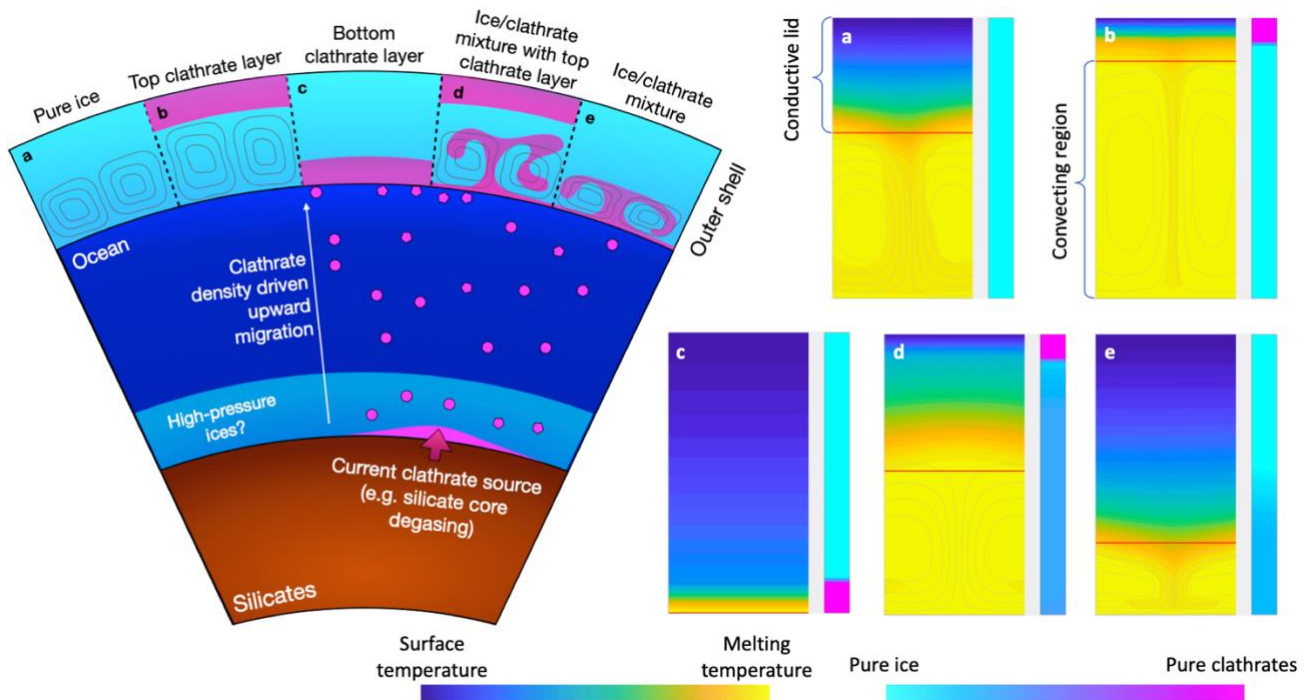 Pure ice
Top clathrate layer
Bottom
clathrate layer
Ice/clathrate
mixture with top
clathrate layer
Ice/clathrate
mixture
a
b
c
d
e
Outer shell
Ocean
Clathrate
density driven
upward
migration
High-pressure
ices?
Current clathrate source
(e.g. silicate core
degasing)
Silicates
Conductive lid
a
Convecting region
b
c
d
e
Surface
temperature
Melting
temperature
Pure ice
Pure clathrates